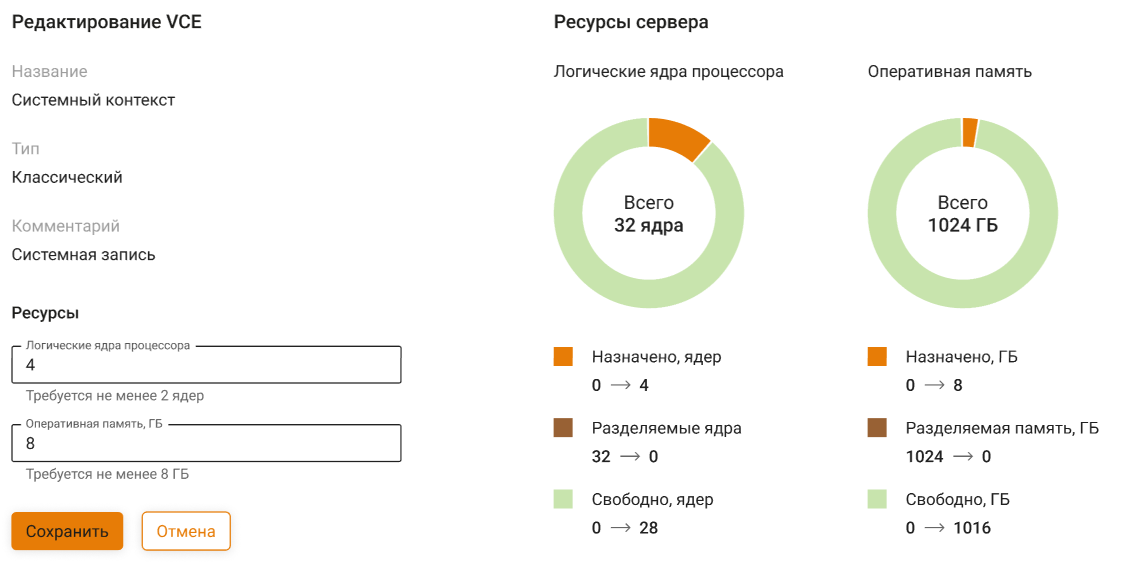 Редактирование VCE
Название
Системный контекст
Тип
Классический
Комментарий
Системная запись
Ресурсы
Логические ядра процессора
4
Требуется не менее 2 ядер
Оперативная память, ГБ
8
Требуется не менее 8 ГБ
Сохранить
Отмена
Ресурсы сервера
Логические ядра процессора
Всего
32 ядра
Назначено, ядер
0 → 4
Разделяемые ядра
32 → 0
Свободно, ядер
0 → 28
Оперативная память
Всего
1024 ГБ
Назначено, ГБ
0 → 8
Разделяемая память, ГБ
1024 → 0
Свободно, ГБ
0 → 1016